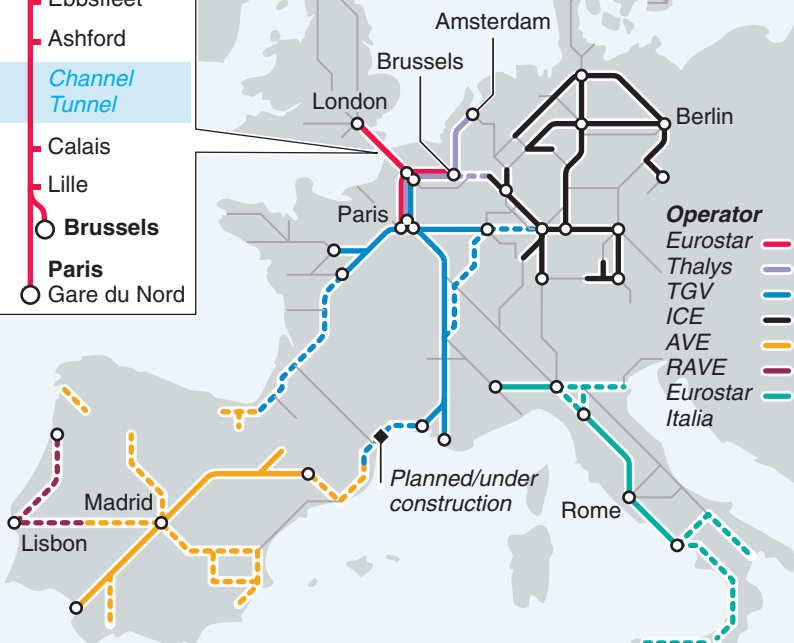 Ebbsfleet
Ashford
Channel
Tunnel
Calais
Lille
Brussels
Paris
Gare du Nord
Amsterdam
Brussels
London
Berlin
Paris
Operator
Eurostar
Thalys
TGV
ICE
AVE
RAVE
Eurostar
Italia
Planned/under
construction
Madrid
Rome
Lisbon